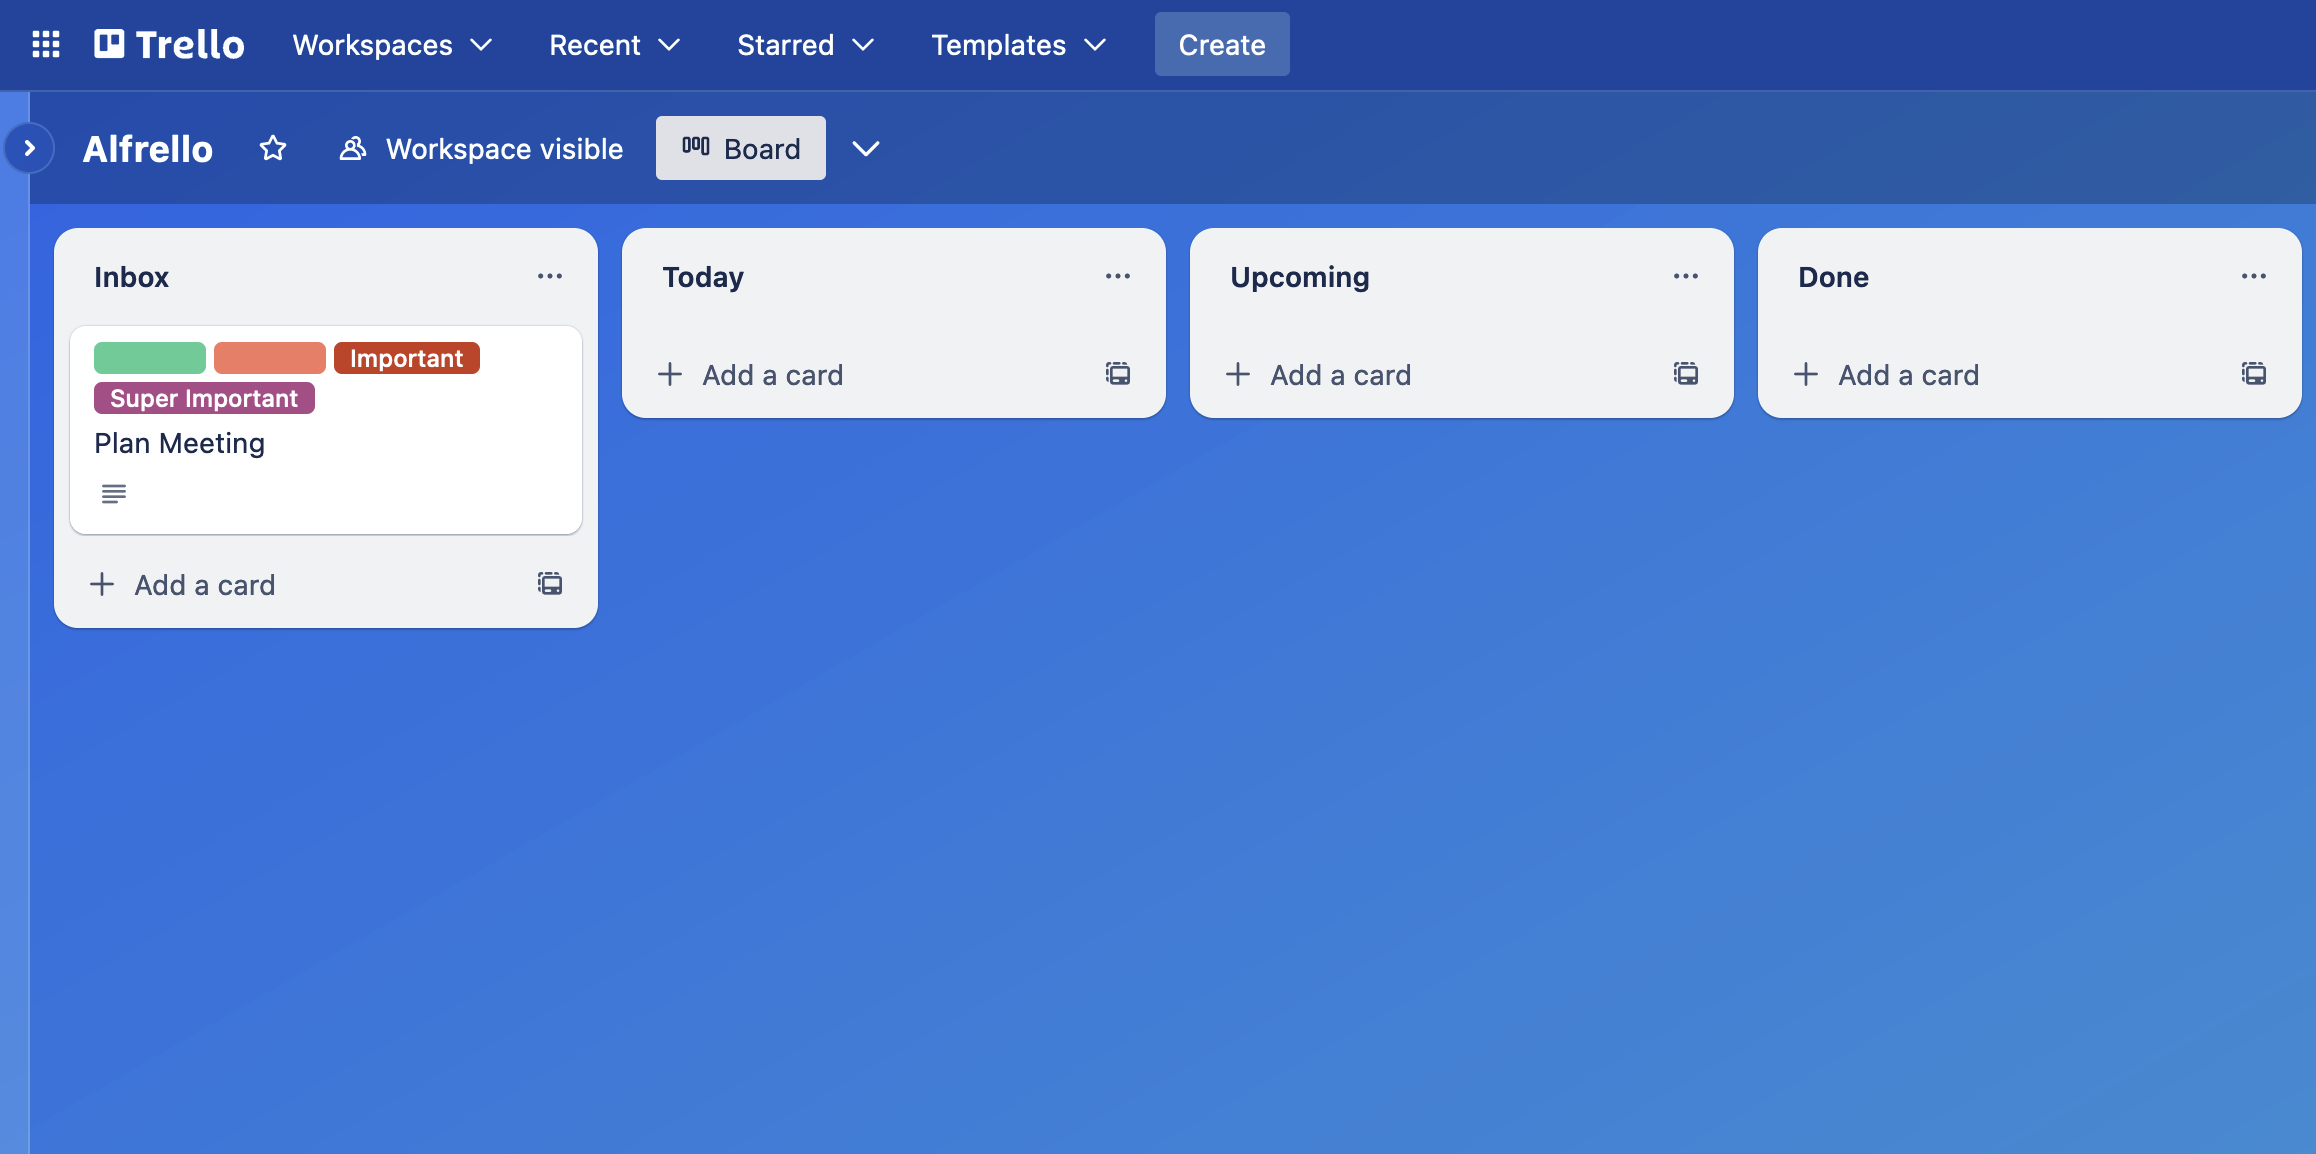 Trello Workspaces Recent Starred Templates Create
Alfrello Workspace visible Board
Inbox
Important
Super Important
Plan Meeting
Add a card
Today
Add a card
Upcoming
Add a card
Done
Add a card